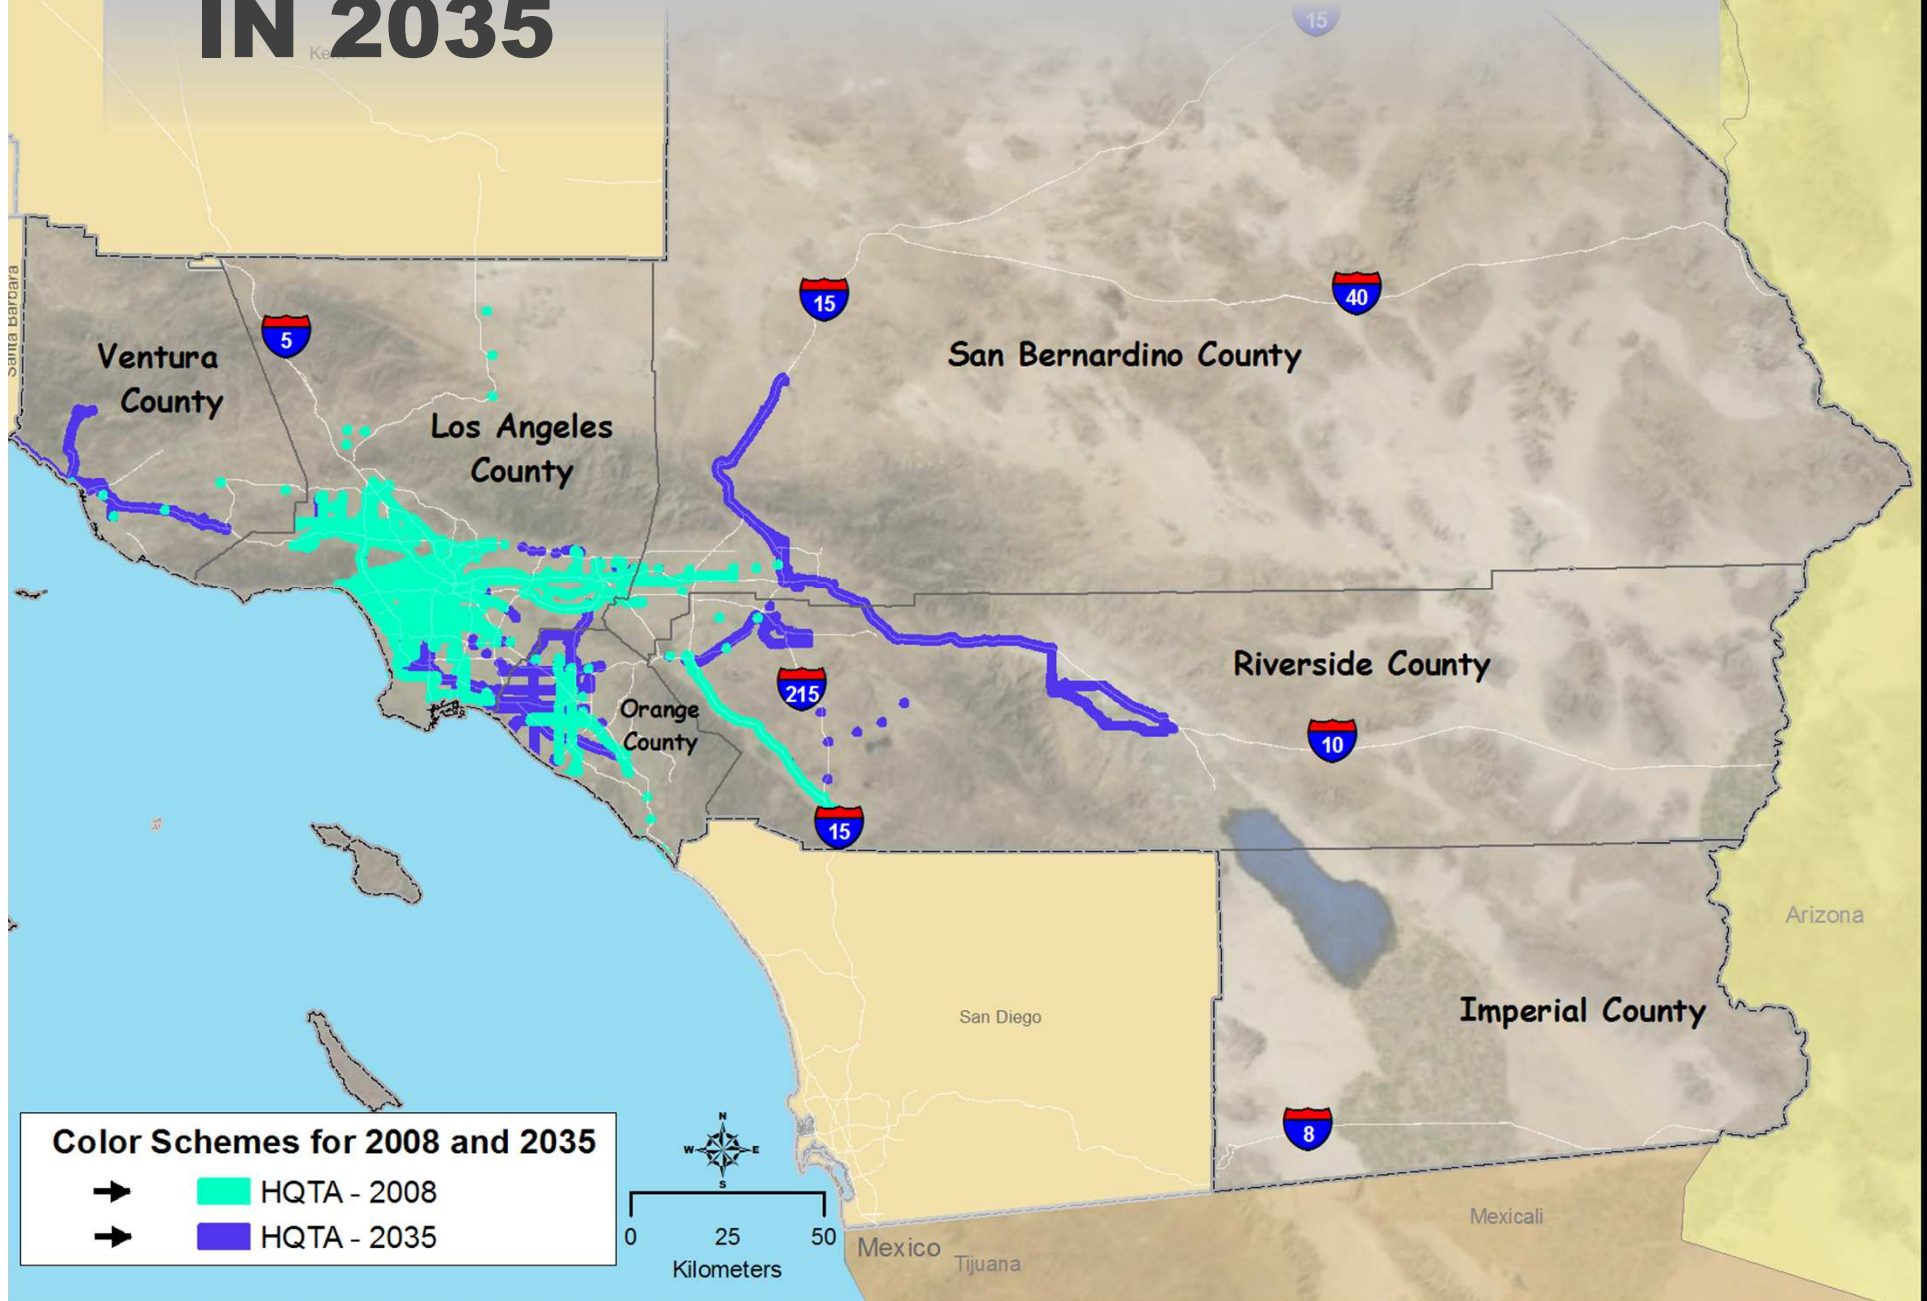 IN 2035
15
15
40
5
Santa Barbara
Ventura
County
San Bernardino County
Los Angeles
County
Riverside County
215
Orange
County
10
15
Arizona
San Diego
Imperial County
8
Color Schemes for 2008 and 2035
HQTA - 2008
HQTA - 2035
N
W E
S
0 25 50
Kilometers
Mexico
Tijuana
Mexicali